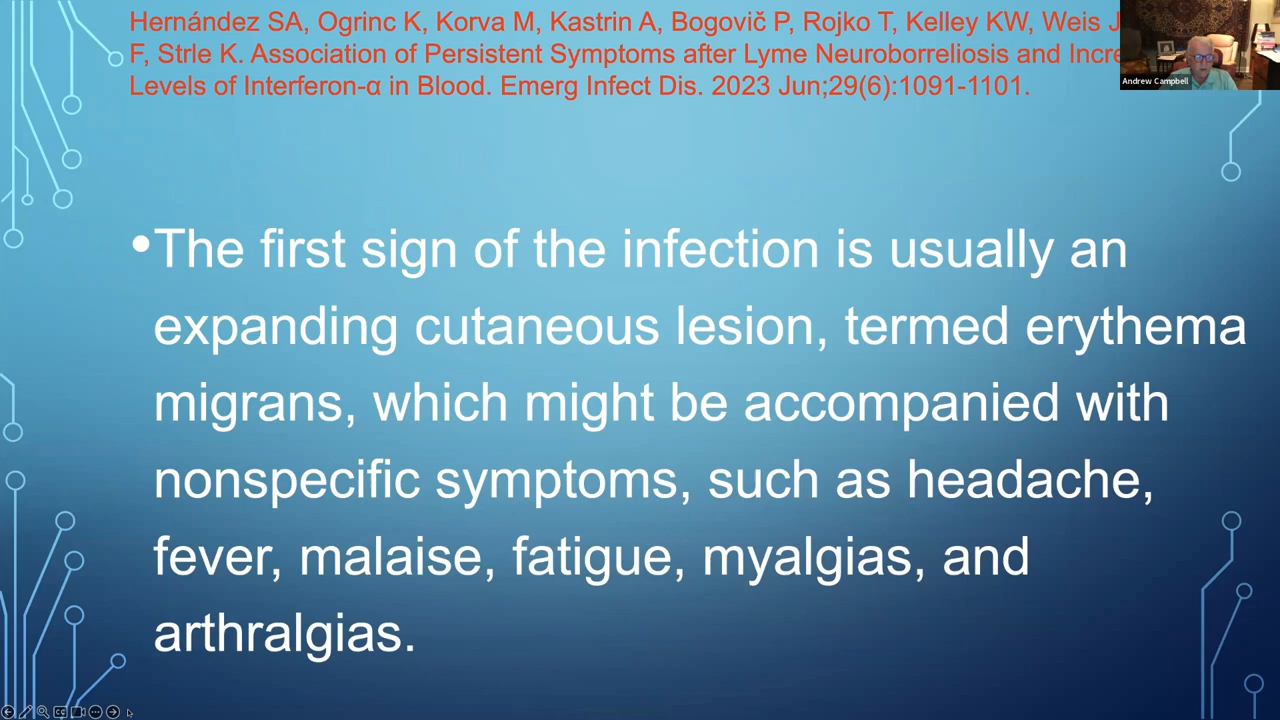 Hernández SA, Ogrinc K, Korva M, Kastrin A, Bogovič P, Rojko T, Kelley KW, Weis J
F, Strle K. Association of Persistent Symptoms after Lyme Neuroborreliosis and Incre
Levels of Interferon-α in Blood. Emerg Infect Dis. 2023 Jun;29(6):1091-1101.
Andrew Campbell
•The first sign of the infection is usually an
expanding cutaneous lesion, termed erythema
migrans, which might be accompanied with
nonspecific symptoms, such as headache,
fever, malaise, fatigue, myalgias, and
arthralgias.
CC